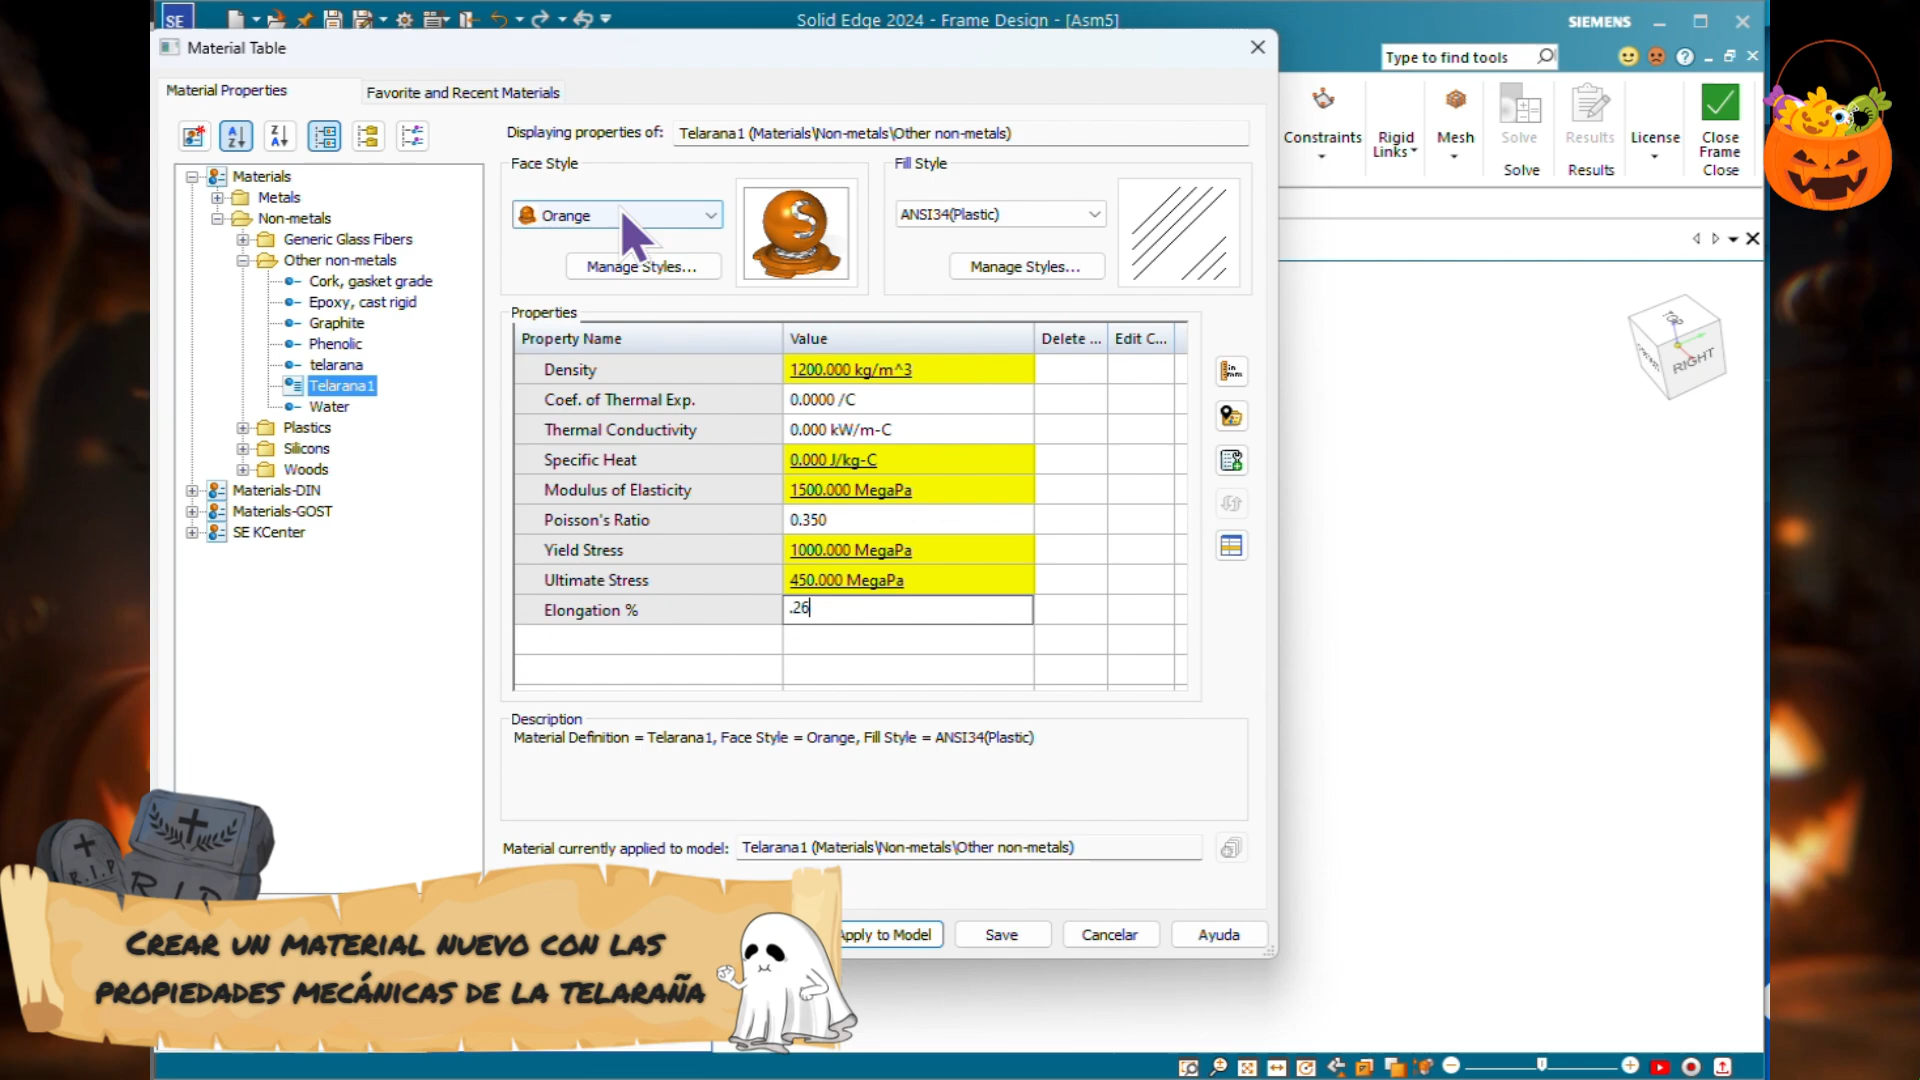 SE
Solid Edge 2024 - Frame Design - [Asm5]
SIEMENS
Material Table
Type to find tools
Material Properties
Favorite and Recent Materials
Constraints
Rigid Links
Mesh
Solve
Results
License
Close Frame
Solve
Results
Close
Displaying properties of:
Telarana1 (Materials\Non-metals\Other non-metals)
Face Style
Orange
Manage Styles...
Fill Style
ANSI34(Plastic)
Manage Styles...
Materials
Metals
Non-metals
Generic Glass Fibers
Other non-metals
Cork, gasket grade
Epoxy, cast rigid
Graphite
Phenolic
telarana
Telarana1
Water
Plastics
Silicons
Woods
Materials-DIN
Materials-GOST
SE KCenter
Properties
Property Name Value Delete ... Edit C...
Density 1200.000 kg/m^3
Coef. of Thermal Exp. 0.0000 /C
Thermal Conductivity 0.000 kW/m-C
Specific Heat 0.000 J/kg-C
Modulus of Elasticity 1500.000 MegaPa
Poisson's Ratio 0.350
Yield Stress 1000.000 MegaPa
Ultimate Stress 450.000 MegaPa
Elongation % .26
TOP
RIGHT
Description
Material Definition = Telarana1, Face Style = Orange, Fill Style = ANSI34(Plastic)
Material currently applied to model:
Telarana1 (Materials\Non-metals\Other non-metals)
Apply to Model
Save
Cancelar
Ayuda
R.I.P
R.I.P
Crear un material nuevo con las
propiedades mecánicas de la telaraña